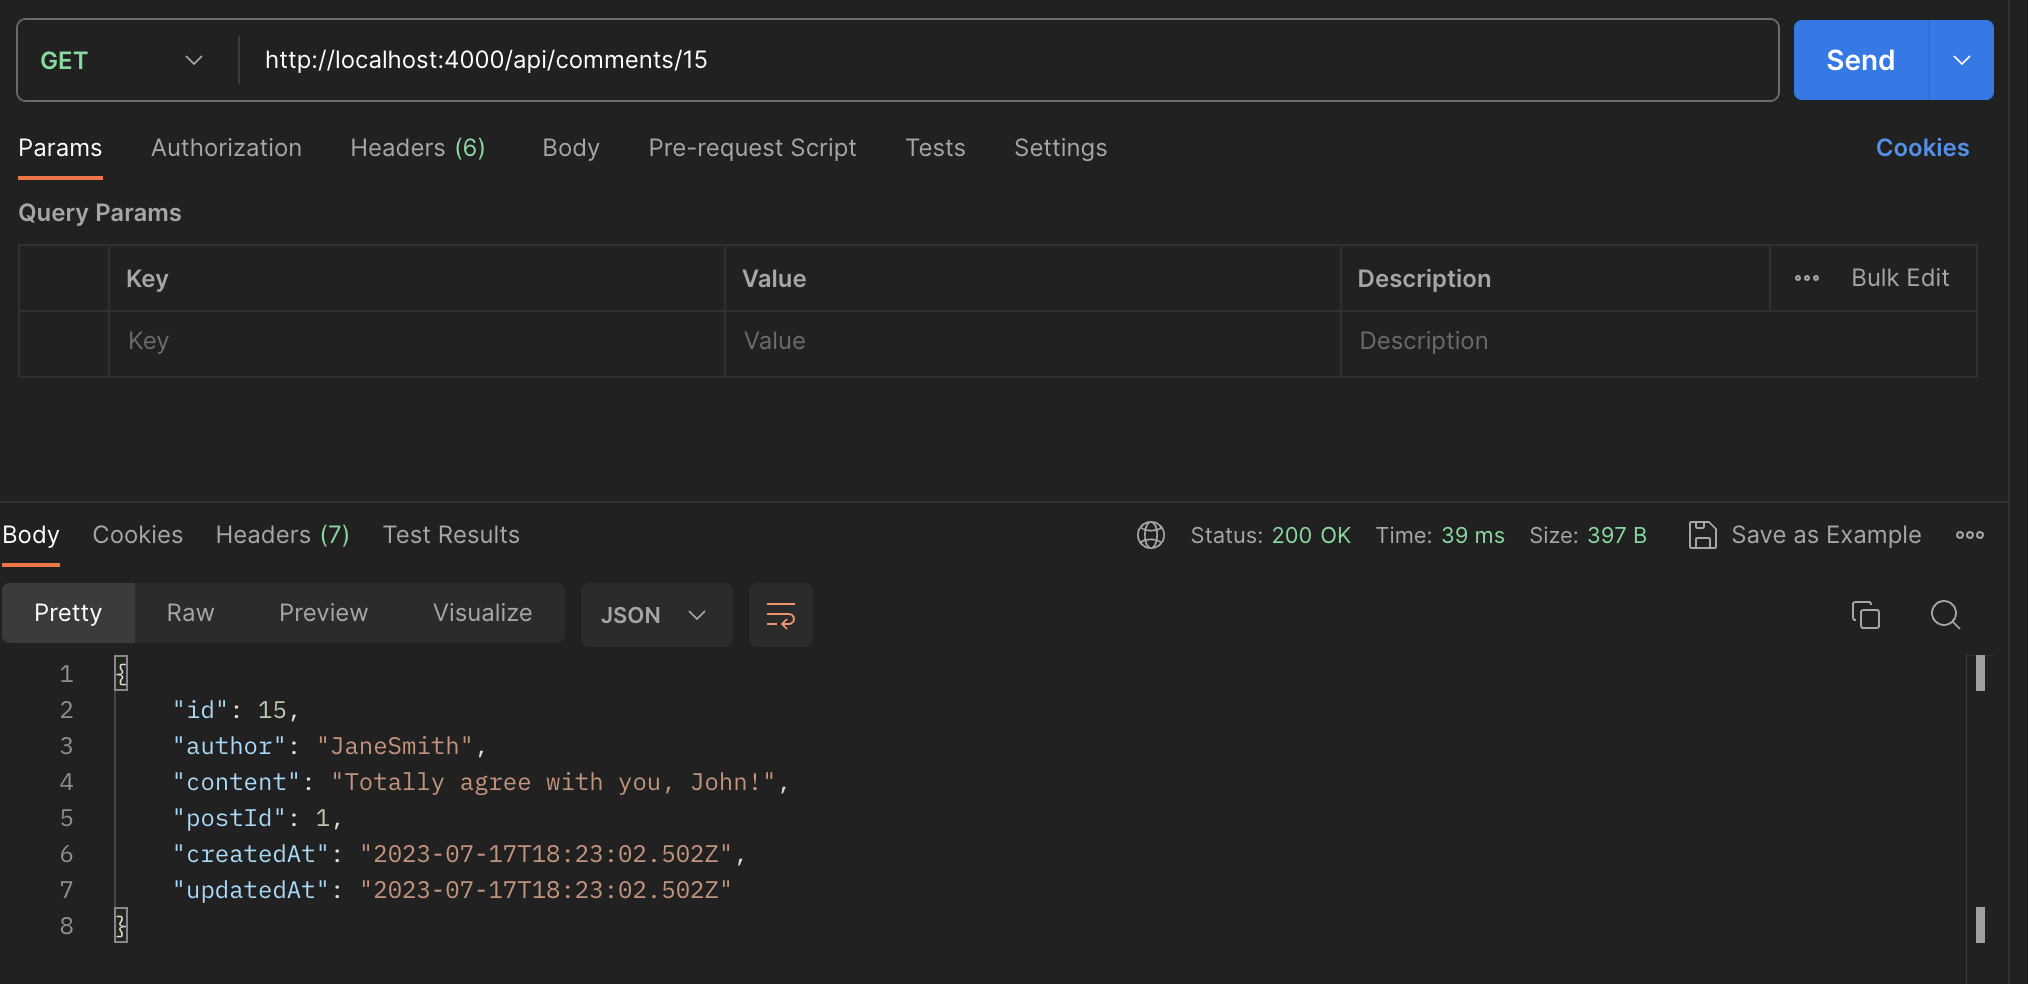 GET http://localhost:4000/api/comments/15 Send
Params Authorization Headers (6) Body Pre-request Script Tests Settings Cookies
Query Params
Key Value Description Bulk Edit
Key Value Description
Body Cookies Headers (7) Test Results Status: 200 OK Time: 39 ms Size: 397 B Save as Example
Pretty Raw Preview Visualize JSON
1 {
2 "id": 15,
3 "author": "JaneSmith",
4 "content": "Totally agree with you, John!",
5 "postId": 1,
6 "createdAt": "2023-07-17T18:23:02.502Z",
7 "updatedAt": "2023-07-17T18:23:02.502Z"
8 }